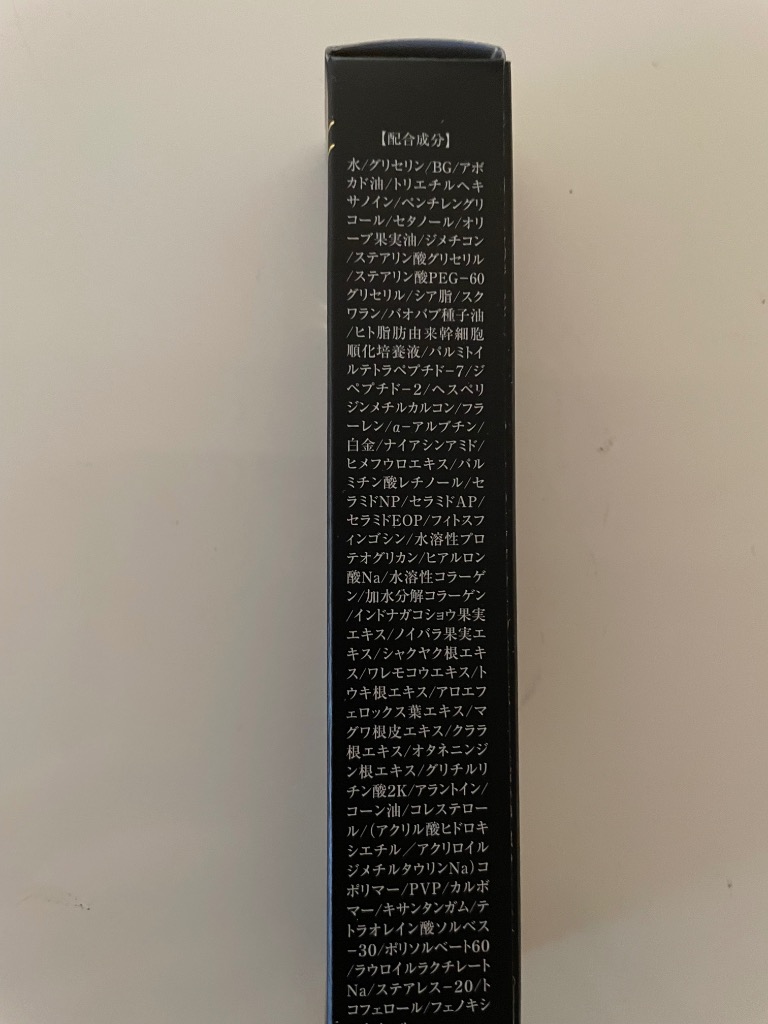 【配合成分】
水/グリセリン/BG/アボ
カド油/トリエチルヘキ
サノイン/ペンチレングリ
コール/セタノール/オリ
ーブ果実油/ジメチコン
/ステアリン酸グリセリル
/ステアリン酸PEG-60
グリセリル/シア脂/スク
ワラン/バオバブ種子油
/ヒト脂肪由来幹細胞
順化培養液/パルミトイ
ルテトラペプチド-7/ジ
ペプチド-2/ヘスペリ
ジンメチルカルコン/フラ
ーレン/α-アルブチン/
白金/ナイアシンアミド/
ヒメフウロエキス/パル
ミチン酸レチノール/セ
ラミドNP/セラミドAP/
セラミドEOP/フィトスフ
ィンゴシン/水溶性プロ
テオグリカン/ヒアルロン
酸Na/水溶性コラーゲ
ン/加水分解コラーゲン
/インドナガコショウ果実
エキス/ノイバラ果実エ
キス/シャクヤク根エキ
ス/ワレモコウエキス/ト
ウキ根エキス/アロエフ
ェロックス葉エキス/マ
グワ根皮エキス/クララ
根エキス/オタネニンジ
ン根エキス/グリチルリ
チン酸2K/アラントイン/
コーン油/コレステロー
ル/(アクリル酸ヒドロキ
シエチル/アクリロイル
ジメチルタウリンNa)コ
ポリマー/PVP/カルボ
マー/キサンタンガム/テ
トラオレイン酸ソルベス
-30/ポリソルベート60
/ラウロイルラクチレート
Na/ステアレス-20/ト
コフェロール/フェノキシ